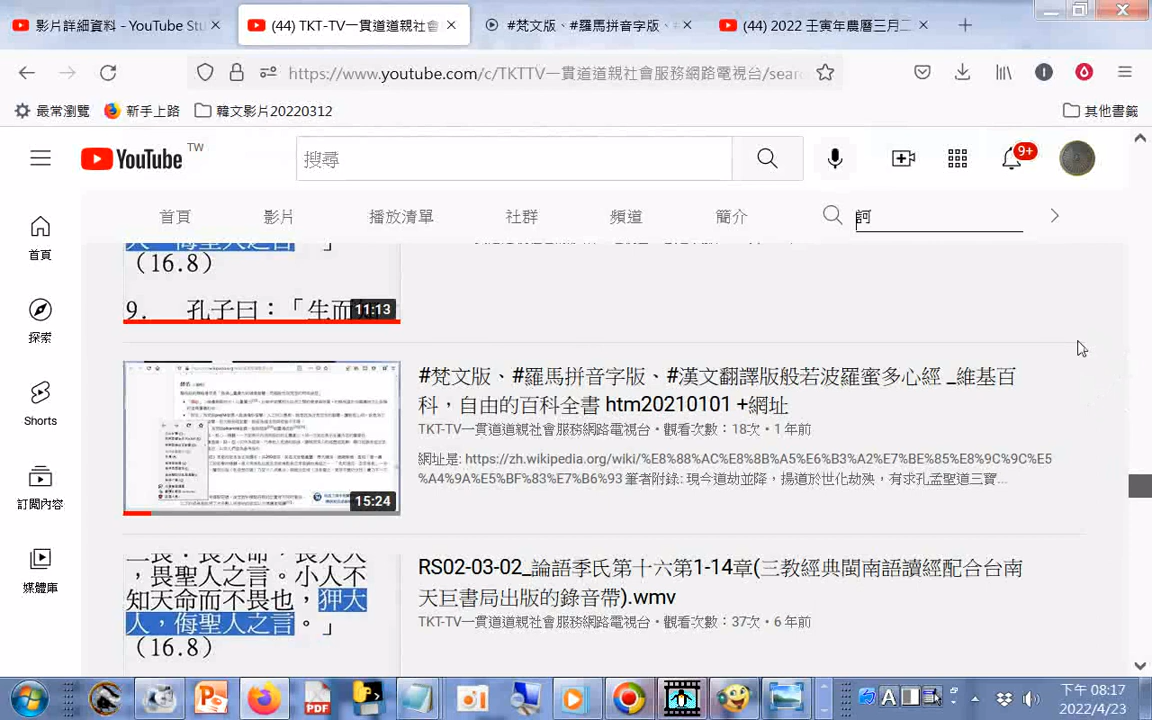 影片詳細資料 - YouTube Stu
(44) TKT-TV一貫道道親社會
#梵文版、#羅馬拼音字版、
(44) 2022 壬寅年農曆三月二
https://www.youtube.com/c/TKTTV一貫道道親社會服務網路電視台/sear
最常瀏覽
新手上路
韓文影片20220312
其他書籤
YouTube TW
搜尋
9+
首頁
影片
播放清單
社群
頻道
簡介
訶
首頁
探索
Shorts
訂閱內容
媒體庫
人，侮聖人之言。」
(16.8)
9. 孔子曰：「生而知
11:13
#梵文版、#羅馬拼音字版、#漢文翻譯版般若波羅蜜多心經 _維基百
科，自由的百科全書 htm20210101 +網址
TKT-TV一貫道道親社會服務網路電視台・觀看次數：18次・1 年前
網址是: https://zh.wikipedia.org/wiki/%E8%88%AC%E8%8B%A5%E6%B3%A2%E7%BE%85%E8%9C%9C%E5
%A4%9A%E5%BF%83%E7%B6%93 筆者附錄: 現今道劫並降，揚道於世化劫殃，有求孔孟聖道三寶...
15:24
，畏聖人之言。小人不
知天命而不畏也，狎大
人，侮聖人之言。」
(16.8)
RS02-03-02_論語季氏第十六第1-14章(三教經典閩南語讀經配合台南
天巨書局出版的錄音帶).wmv
TKT-TV一貫道道親社會服務網路電視台・觀看次數：37次・6 年前
PDF
A
下午 08:17
2022/4/23